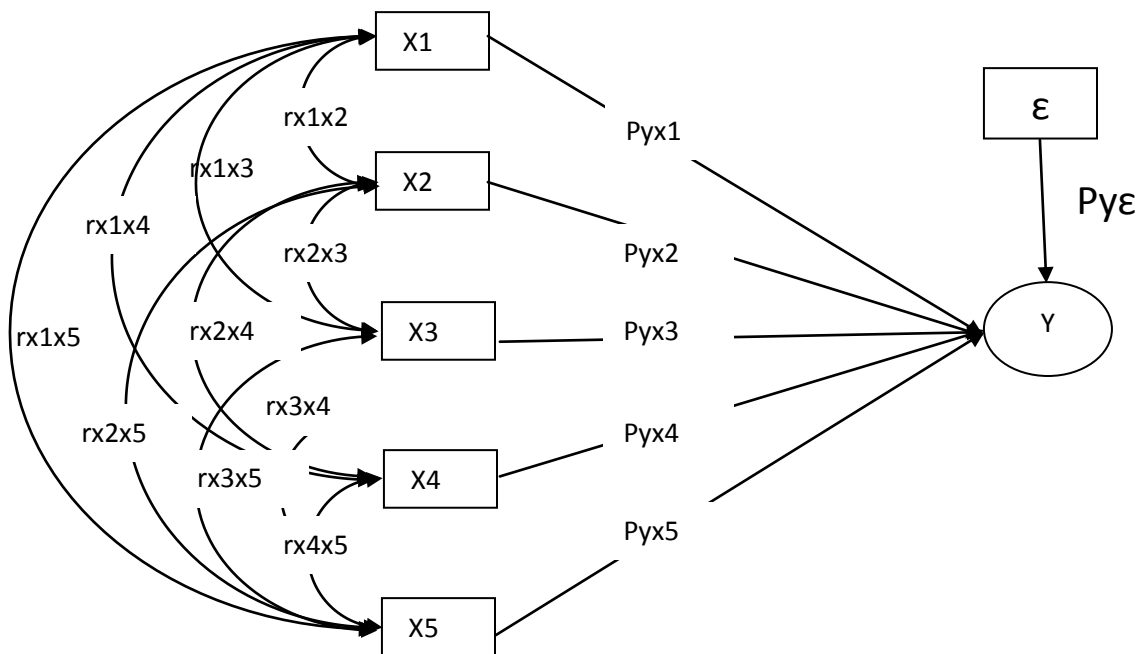 X1
ε
rx1x2
Pyx1
rx1x3
X2
Pyε
rx1x4
rx2x3
Pyx2
rx1x5
rx2x4
X3
Pyx3
Y
rx3x4
rx2x5
Pyx4
rx3x5
X4
Pyx5
rx4x5
X5